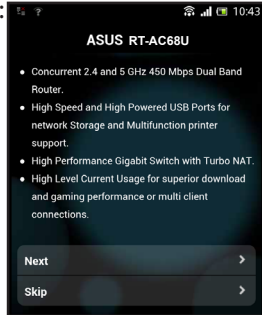 10:43
ASUS RT-AC68U
• Concurrent 2.4 and 5 GHz 450 Mbps Dual Band
Router.
• High Speed and High Powered USB Ports for
network Storage and Multifunction printer
support.
• High Performance Gigabit Switch with Turbo NAT.
• High Level Current Usage for superior download
and gaming performance or multi client
connections.
Next
Skip